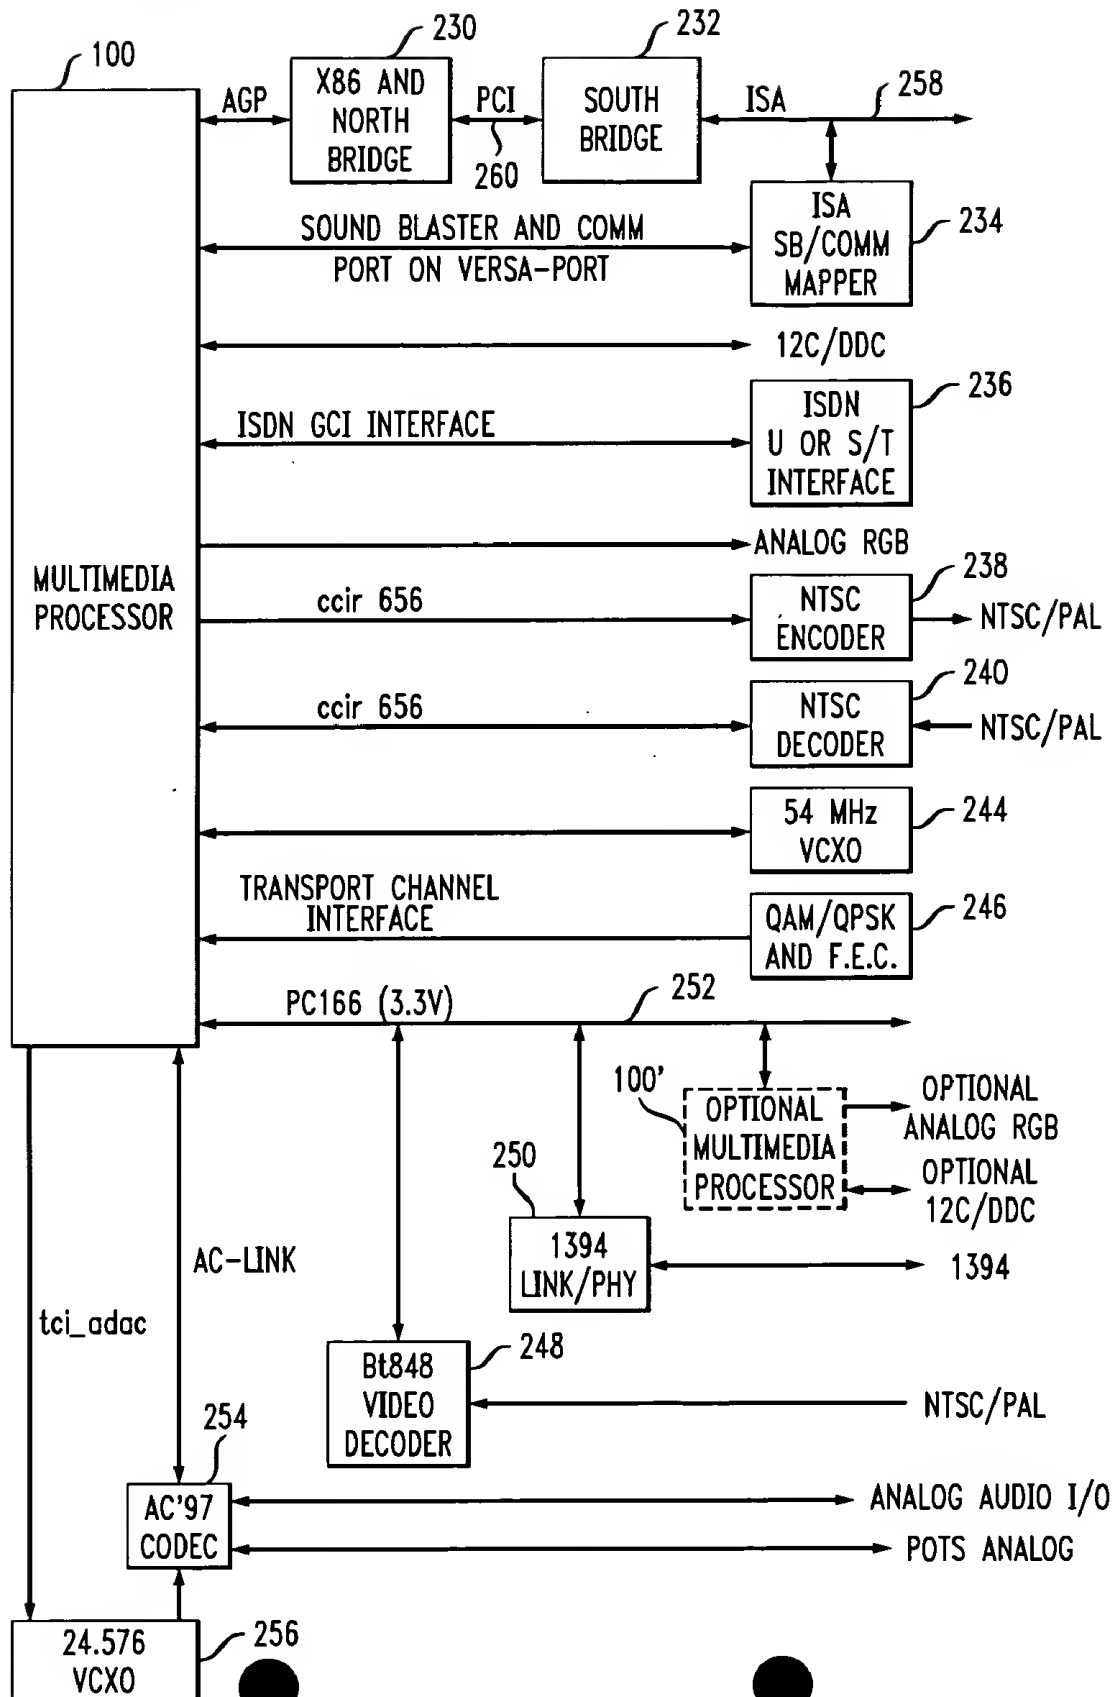 100
230
232
AGP
X86 AND
NORTH
BRIDGE
PCI
260
SOUTH
BRIDGE
ISA
258
SOUND BLASTER AND COMM
PORT ON VERSA-PORT
ISA
SB/COMM
MAPPER
234
12C/DDC
ISDN GCI INTERFACE
ISDN
U OR S/T
INTERFACE
236
ANALOG RGB
MULTIMEDIA
PROCESSOR
ccir 656
NTSC
ENCODER
238
NTSC/PAL
ccir 656
NTSC
DECODER
240
NTSC/PAL
54 MHz
VCXO
244
TRANSPORT CHANNEL
INTERFACE
QAM/QPSK
AND F.E.C.
246
PC166 (3.3V)
252
100'
OPTIONAL
MULTIMEDIA
PROCESSOR
OPTIONAL
ANALOG RGB
OPTIONAL
12C/DDC
250
1394
LINK/PHY
1394
AC-LINK
tci_adac
Bt848
VIDEO
DECODER
248
NTSC/PAL
254
AC'97
CODEC
ANALOG AUDIO I/O
POTS ANALOG
24.576
VCXO
256